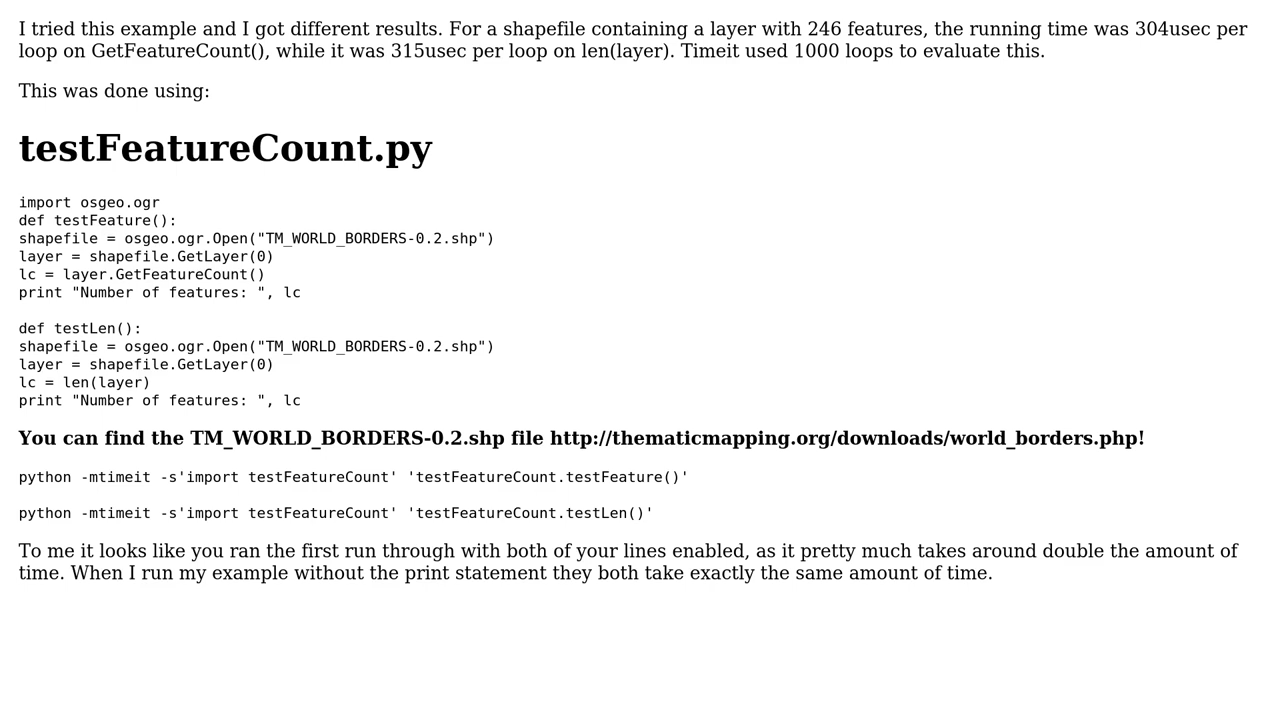 I tried this example and I got different results. For a shapefile containing a layer with 246 features, the running time was 304usec per
loop on GetFeatureCount(), while it was 315usec per loop on len(layer). Timeit used 1000 loops to evaluate this.
This was done using:
testFeatureCount.py
import osgeo.ogr
def testFeature():
shapefile = osgeo.ogr.Open("TM_WORLD_BORDERS-0.2.shp")
layer = shapefile.GetLayer(0)
lc = layer.GetFeatureCount()
print "Number of features: ", lc
def testLen():
shapefile = osgeo.ogr.Open("TM_WORLD_BORDERS-0.2.shp")
layer = shapefile.GetLayer(0)
lc = len(layer)
print "Number of features: ", lc
You can find the TM_WORLD_BORDERS-0.2.shp file http://thematicmapping.org/downloads/world_borders.php!
python -mtimeit -s'import testFeatureCount' 'testFeatureCount.testFeature()'
python -mtimeit -s'import testFeatureCount' 'testFeatureCount.testLen()'
To me it looks like you ran the first run through with both of your lines enabled, as it pretty much takes around double the amount of
time. When I run my example without the print statement they both take exactly the same amount of time.